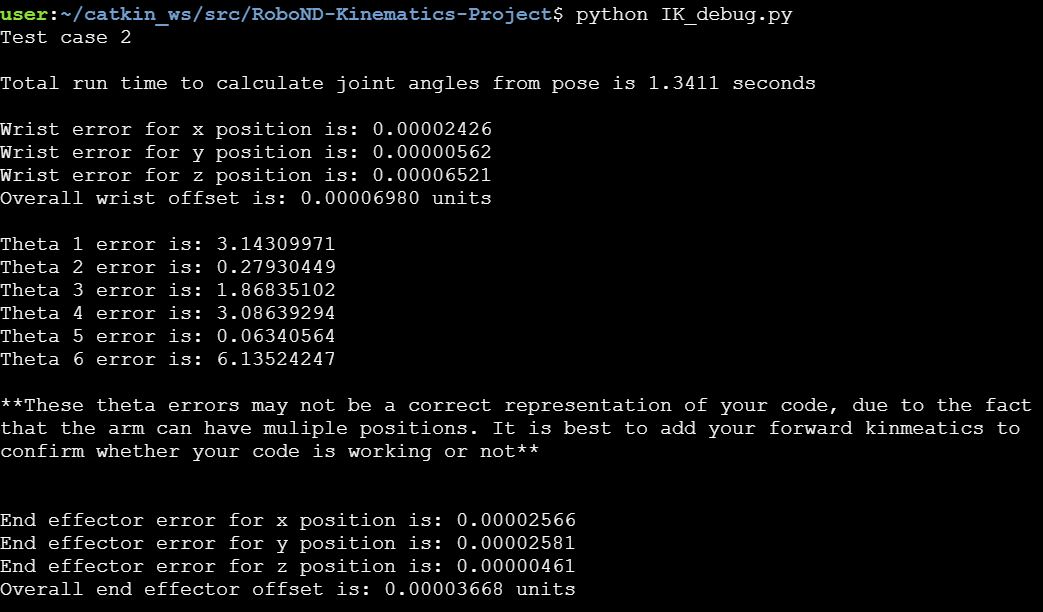 user:~/catkin_ws/src/RoboND-Kinematics-Project$ python IK_debug.py
Test case 2
Total run time to calculate joint angles from pose is 1.3411 seconds
Wrist error for x position is: 0.00002426
Wrist error for y position is: 0.00000562
Wrist error for z position is: 0.00006521
Overall wrist offset is: 0.00006980 units
Theta 1 error is: 3.14309971
Theta 2 error is: 0.27930449
Theta 3 error is: 1.86835102
Theta 4 error is: 3.08639294
Theta 5 error is: 0.06340564
Theta 6 error is: 6.13524247
**These theta errors may not be a correct representation of your code, due to the fact
that the arm can have muliple positions. It is best to add your forward kinmeatics to
confirm whether your code is working or not**
End effector error for x position is: 0.00002566
End effector error for y position is: 0.00002581
End effector error for z position is: 0.00000461
Overall end effector offset is: 0.00003668 units